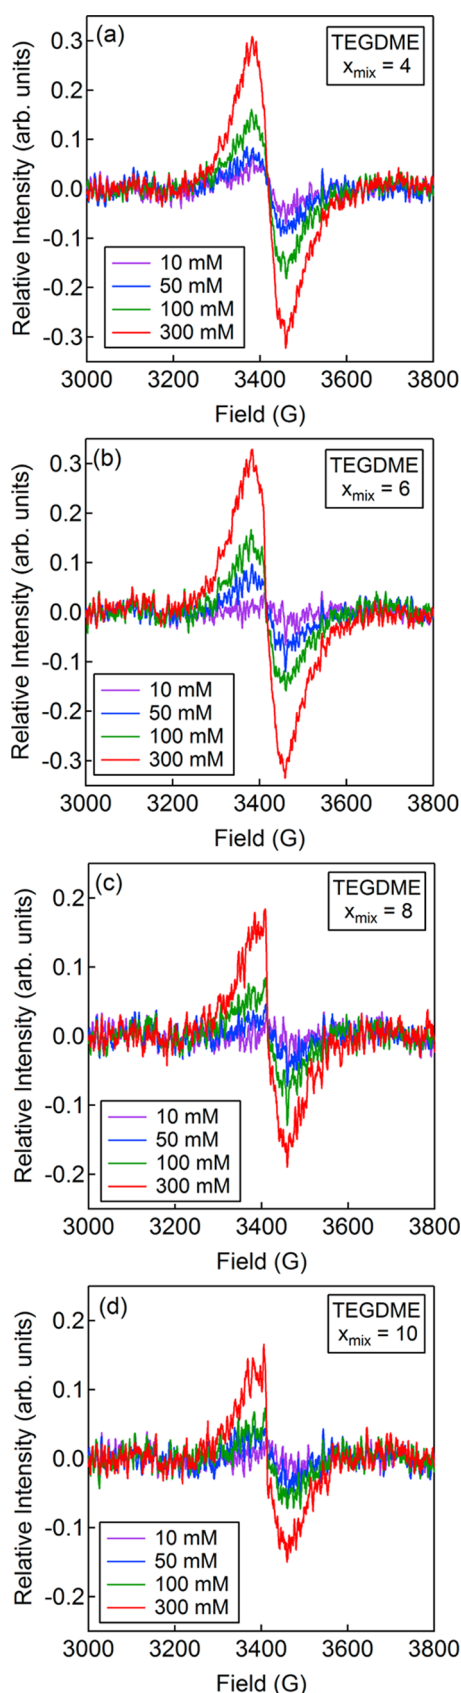 (a)
TEGDME
x_mix = 4
Relative Intensity (arb. units)
0.3
0.2
0.1
0.0
-0.1
-0.2
-0.3
10 mM
50 mM
100 mM
300 mM
3000
3200
3400
3600
3800
Field (G)
(b)
TEGDME
x_mix = 6
Relative Intensity (arb. units)
0.3
0.2
0.1
0.0
-0.1
-0.2
-0.3
10 mM
50 mM
100 mM
300 mM
3000
3200
3400
3600
3800
Field (G)
(c)
TEGDME
x_mix = 8
Relative Intensity (arb. units)
0.2
0.1
0.0
-0.1
-0.2
10 mM
50 mM
100 mM
300 mM
3000
3200
3400
3600
3800
Field (G)
(d)
TEGDME
x_mix = 10
Relative Intensity (arb. units)
0.2
0.1
0.0
-0.1
-0.2
10 mM
50 mM
100 mM
300 mM
3000
3200
3400
3600
3800
Field (G)